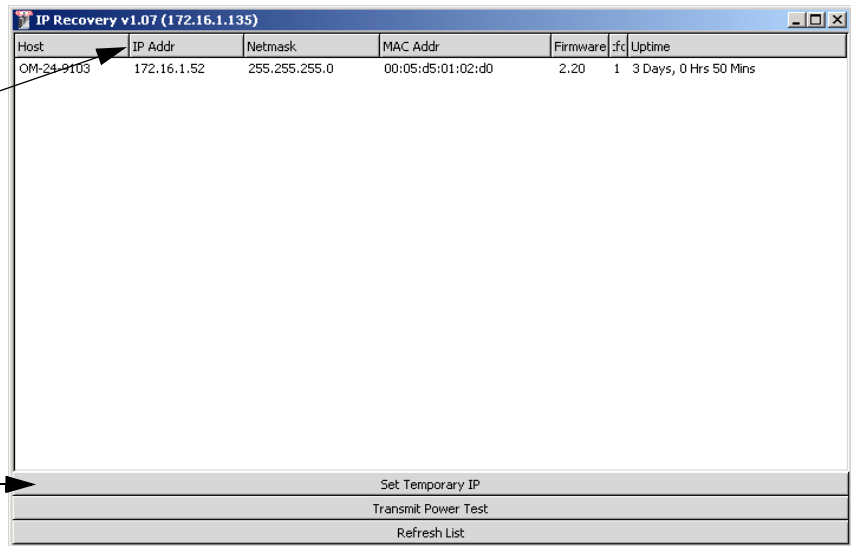 IP Recovery v1.07 (172.16.1.135)
Host IP Addr Netmask MAC Addr Firmware :fc Uptime
OM-24-9103 172.16.1.52 255.255.255.0 00:05:d5:01:02:d0 2.20 1 3 Days, 0 Hrs 50 Mins
Set Temporary IP
Transmit Power Test
Refresh List